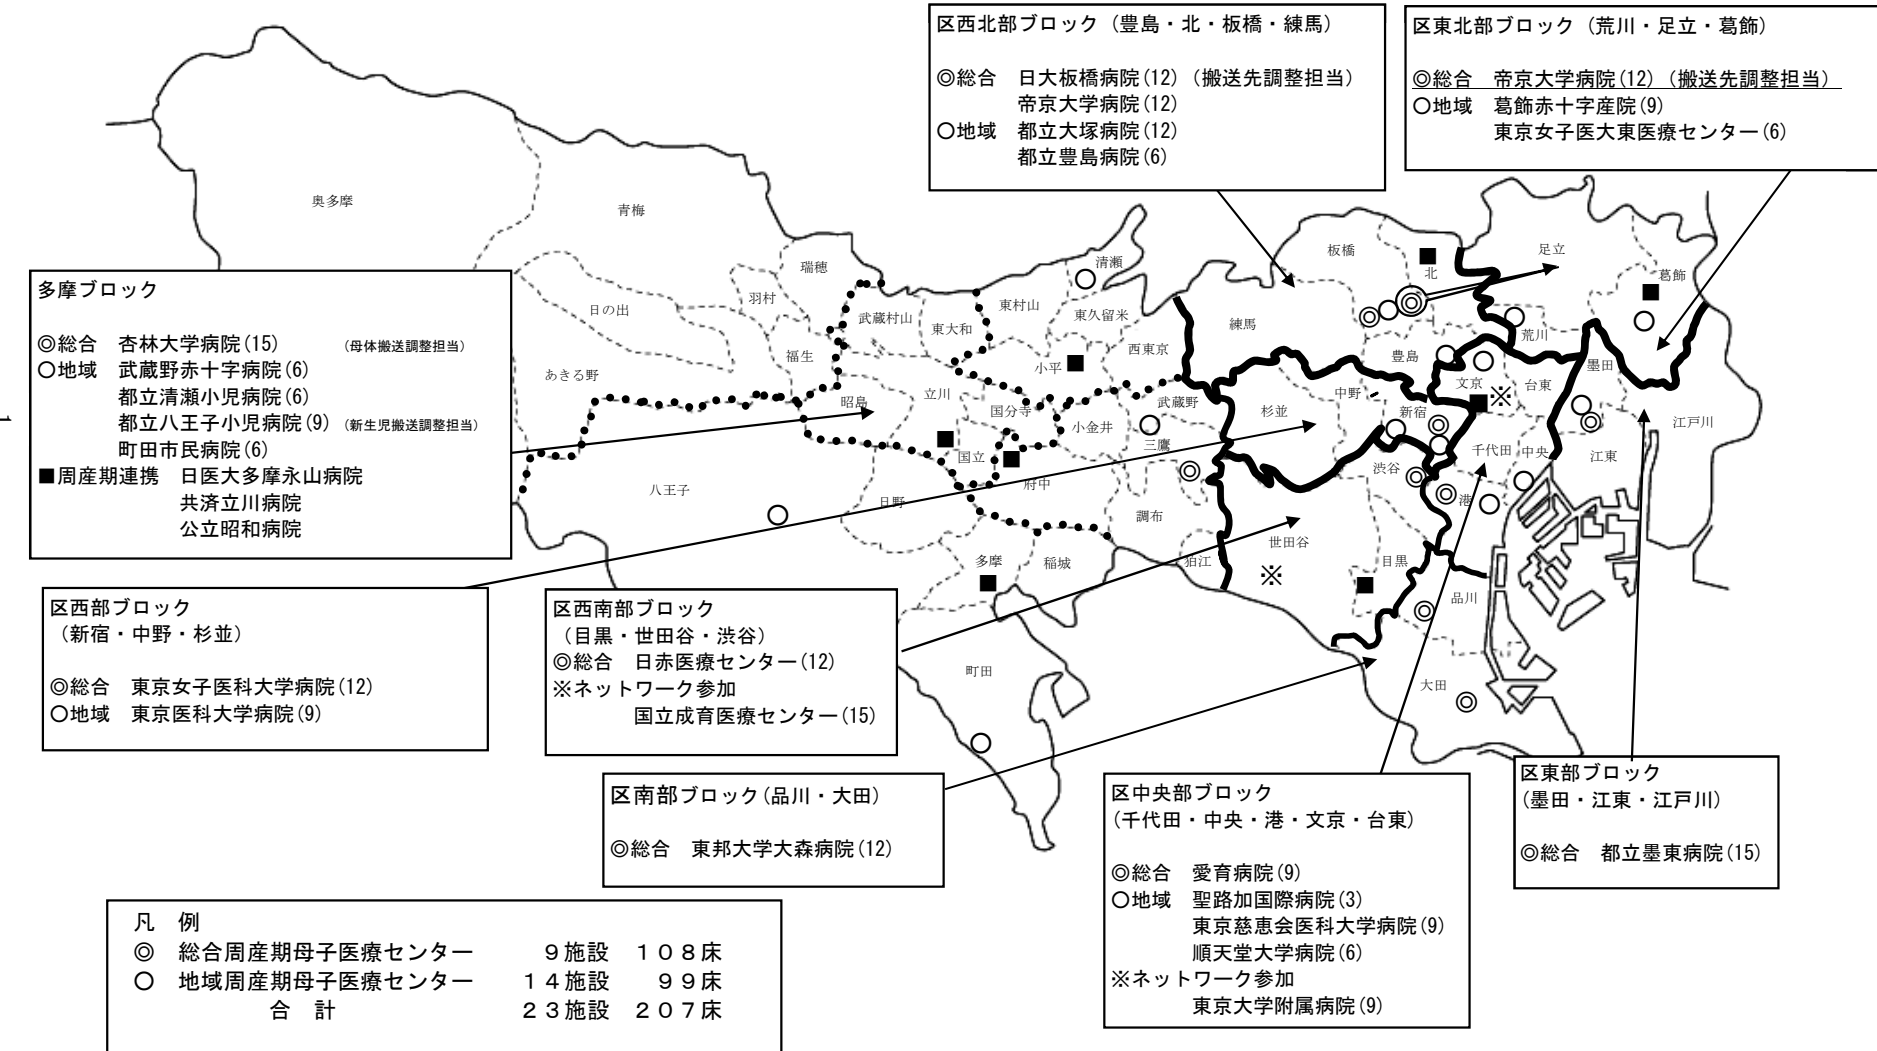 区西北部ブロック（豊島・北・板橋・練馬）
◎総合　日大板橋病院(12)（搬送先調整担当）
帝京大学病院(12)
○地域　都立大塚病院(12)
都立豊島病院(6)
区東北部ブロック（荒川・足立・葛飾）
◎総合　帝京大学病院(12)（搬送先調整担当）
○地域　葛飾赤十字産院(9)
東京女子医大東医療センター(6)
奥多摩
青梅
瑞穂
羽村
日の出
福生
あきる野
武蔵村山
東大和
東村山
清瀬
東久留米
西東京
小平
昭島
立川
国分寺
小金井
武蔵野
三鷹
国立
府中
八王子
日野
調布
狛江
多摩
稲城
町田
板橋
北
足立
葛飾
練馬
豊島
荒川
文京
台東
墨田
中野
杉並
新宿
千代田
中央
江東
江戸川
渋谷
港
世田谷
目黒
品川
大田
※
※
多摩ブロック
◎総合　杏林大学病院(15)　（母体搬送調整担当）
○地域　武蔵野赤十字病院(6)
都立清瀬小児病院(6)
都立八王子小児病院(9)（新生児搬送調整担当）
町田市民病院(6)
■周産期連携　日医大多摩永山病院
共済立川病院
公立昭和病院
区西部ブロック
（新宿・中野・杉並）
◎総合　東京女子医科大学病院(12)
○地域　東京医科大学病院(9)
区西南部ブロック
（目黒・世田谷・渋谷）
◎総合　日赤医療センター(12)
※ネットワーク参加
国立成育医療センター(15)
区南部ブロック(品川・大田)
◎総合　東邦大学大森病院(12)
区中央部ブロック
(千代田・中央・港・文京・台東)
◎総合　愛育病院(9)
○地域　聖路加国際病院(3)
東京慈恵会医科大学病院(9)
順天堂大学病院(6)
※ネットワーク参加
東京大学附属病院(9)
区東部ブロック
(墨田・江東・江戸川)
◎総合　都立墨東病院(15)
凡　例
◎　総合周産期母子医療センター　９施設　１０８床
○　地域周産期母子医療センター　１４施設　９９床
合　計　２３施設　２０７床
1